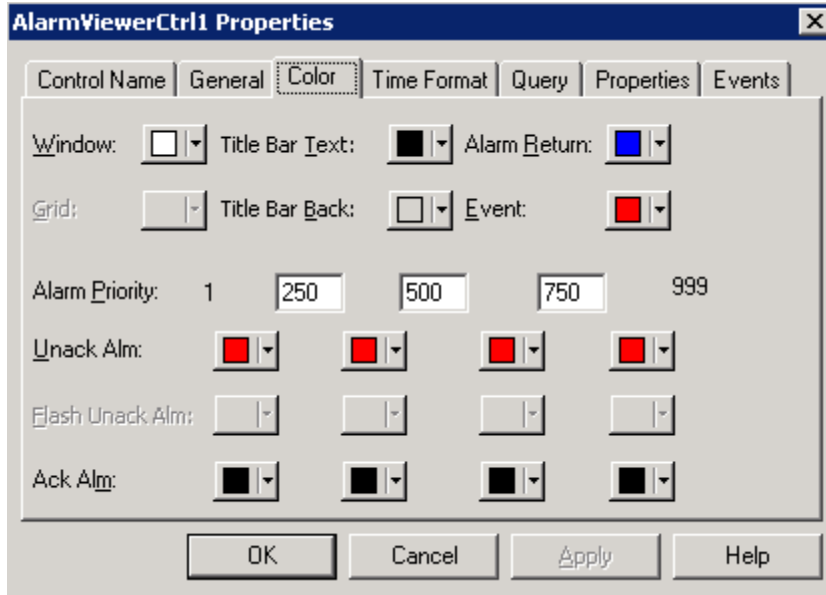 AlarmViewerCtrl1 Properties
Control Name General Color Time Format Query Properties Events
Window: Title Bar Text: Alarm Return:
Grid: Title Bar Back: Event:
Alarm Priority: 1 250 500 750 999
Unack Alm:
Flash Unack Alm:
Ack Alm:
OK Cancel Apply Help